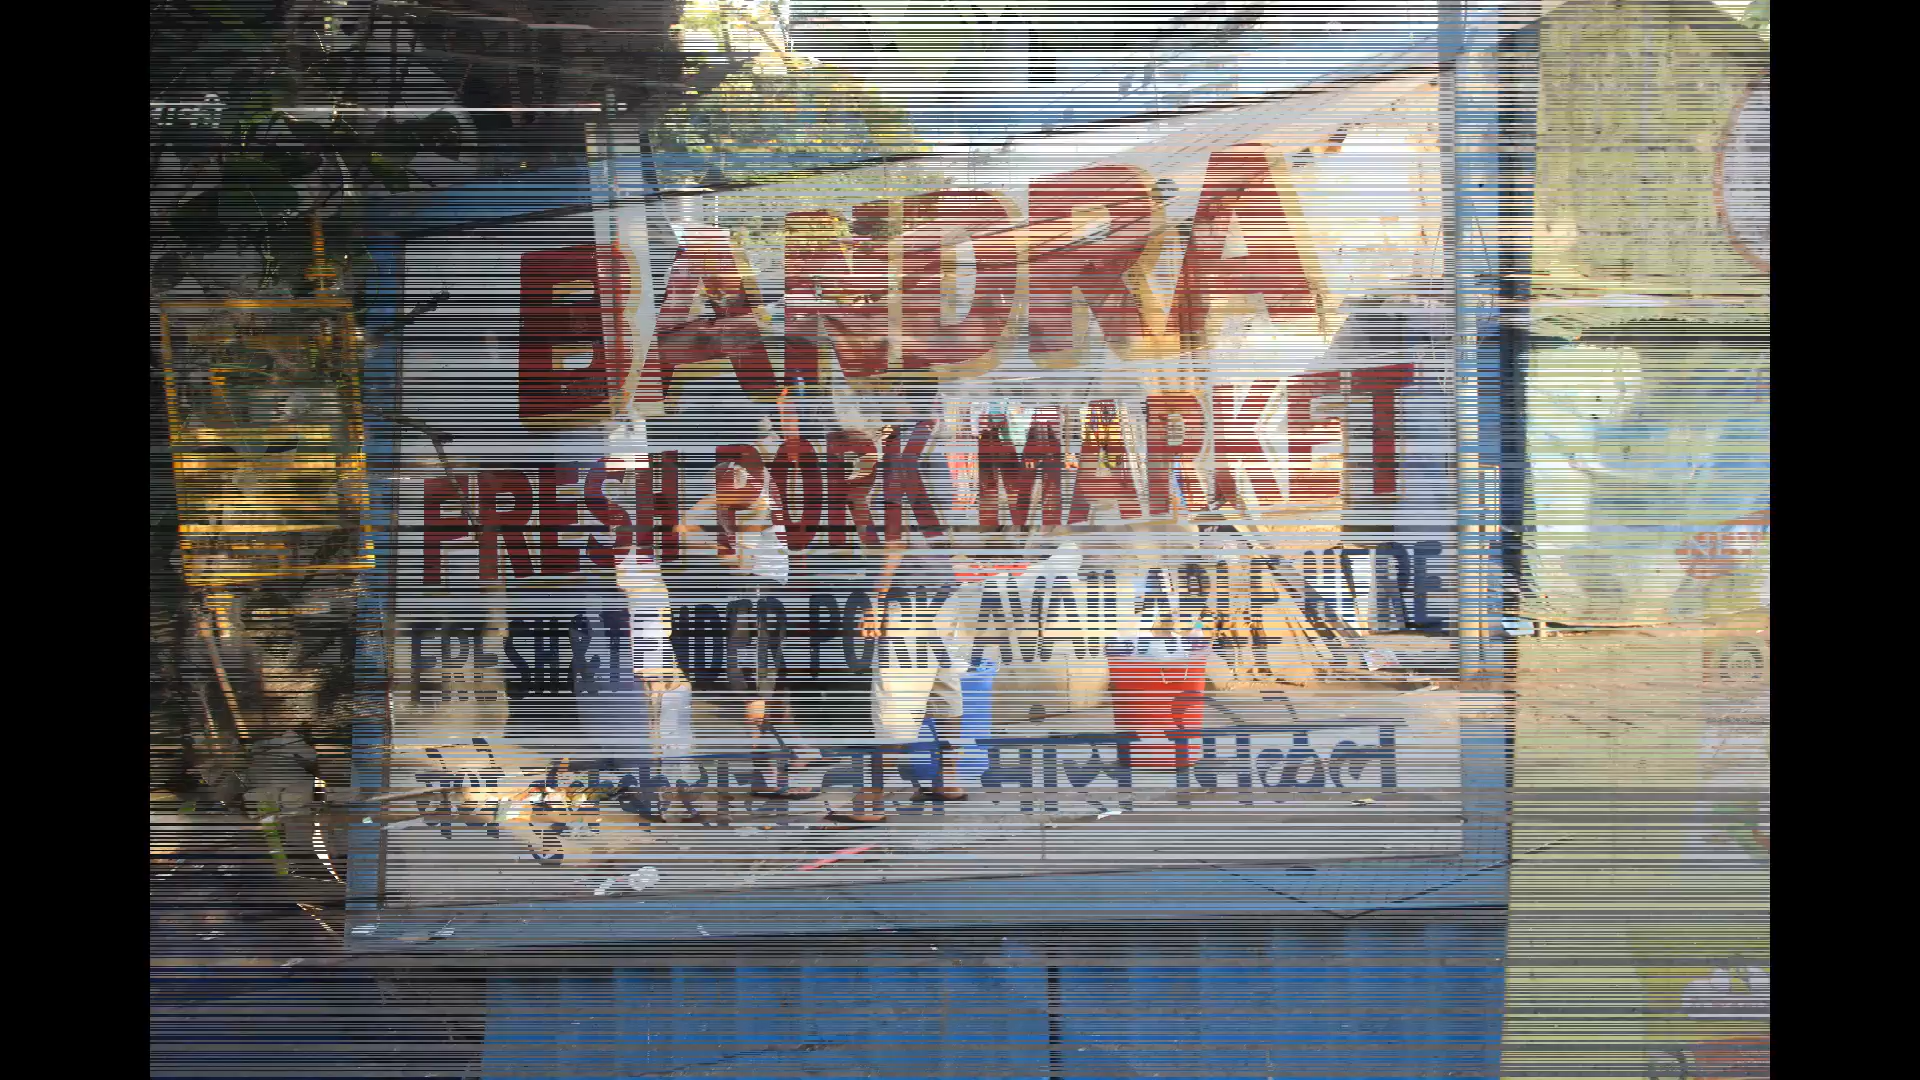 BANDRA
FRESH PORK MARKET
FRESH & TENDER PORK AVAILABLE HERE
मास मिळेल